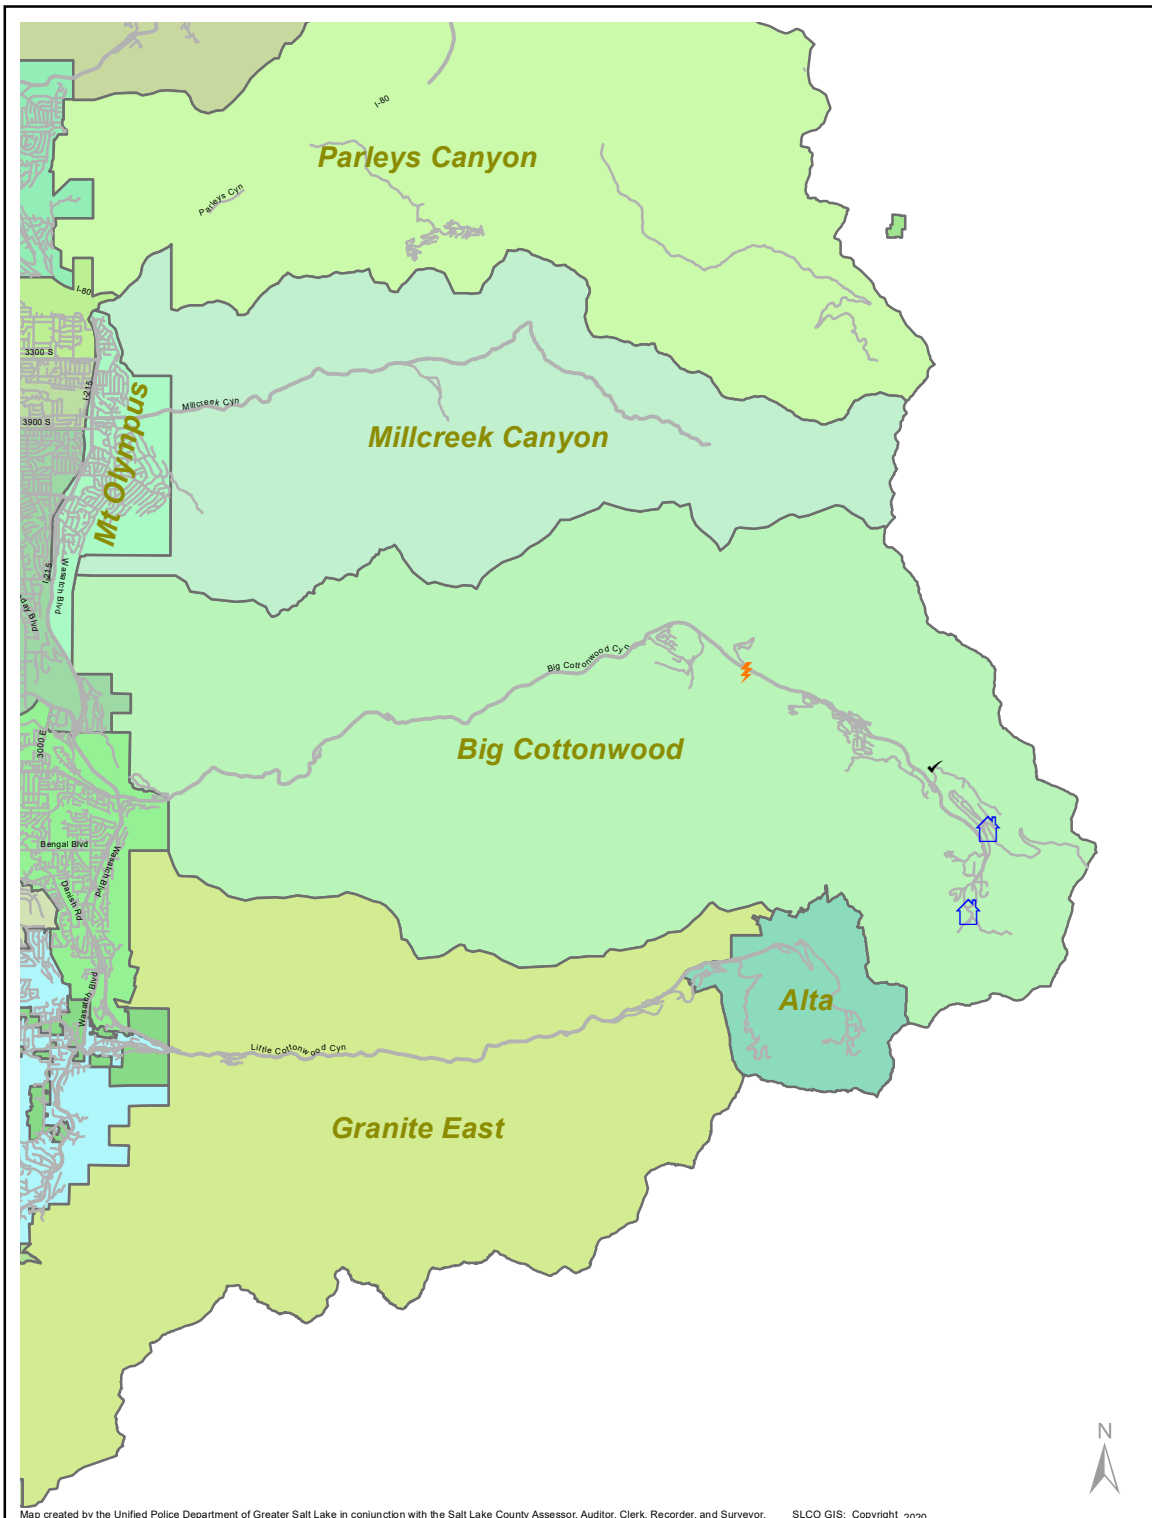 I-80
Parleys Canyon
Parleys Cyn
I-80
3300 S
I-215
Millcreek Cyn
3900 S
Mt Olympus
Millcreek Canyon
I-215
Wasatch Blvd
day Blvd
Big Cottonwood Cyn
3000 E
Big Cottonwood
Bengal Blvd
Wasatch Blvd
Danish Rd
Wasatch Blvd
Alta
Little Cottonwood Cyn
Granite East
N
Map created by the Unified Police Department of Greater Salt Lake in conjunction with the Salt Lake County Assessor, Auditor, Clerk, Recorder, and Surveyor. SLCO GIS: Copyright 2020